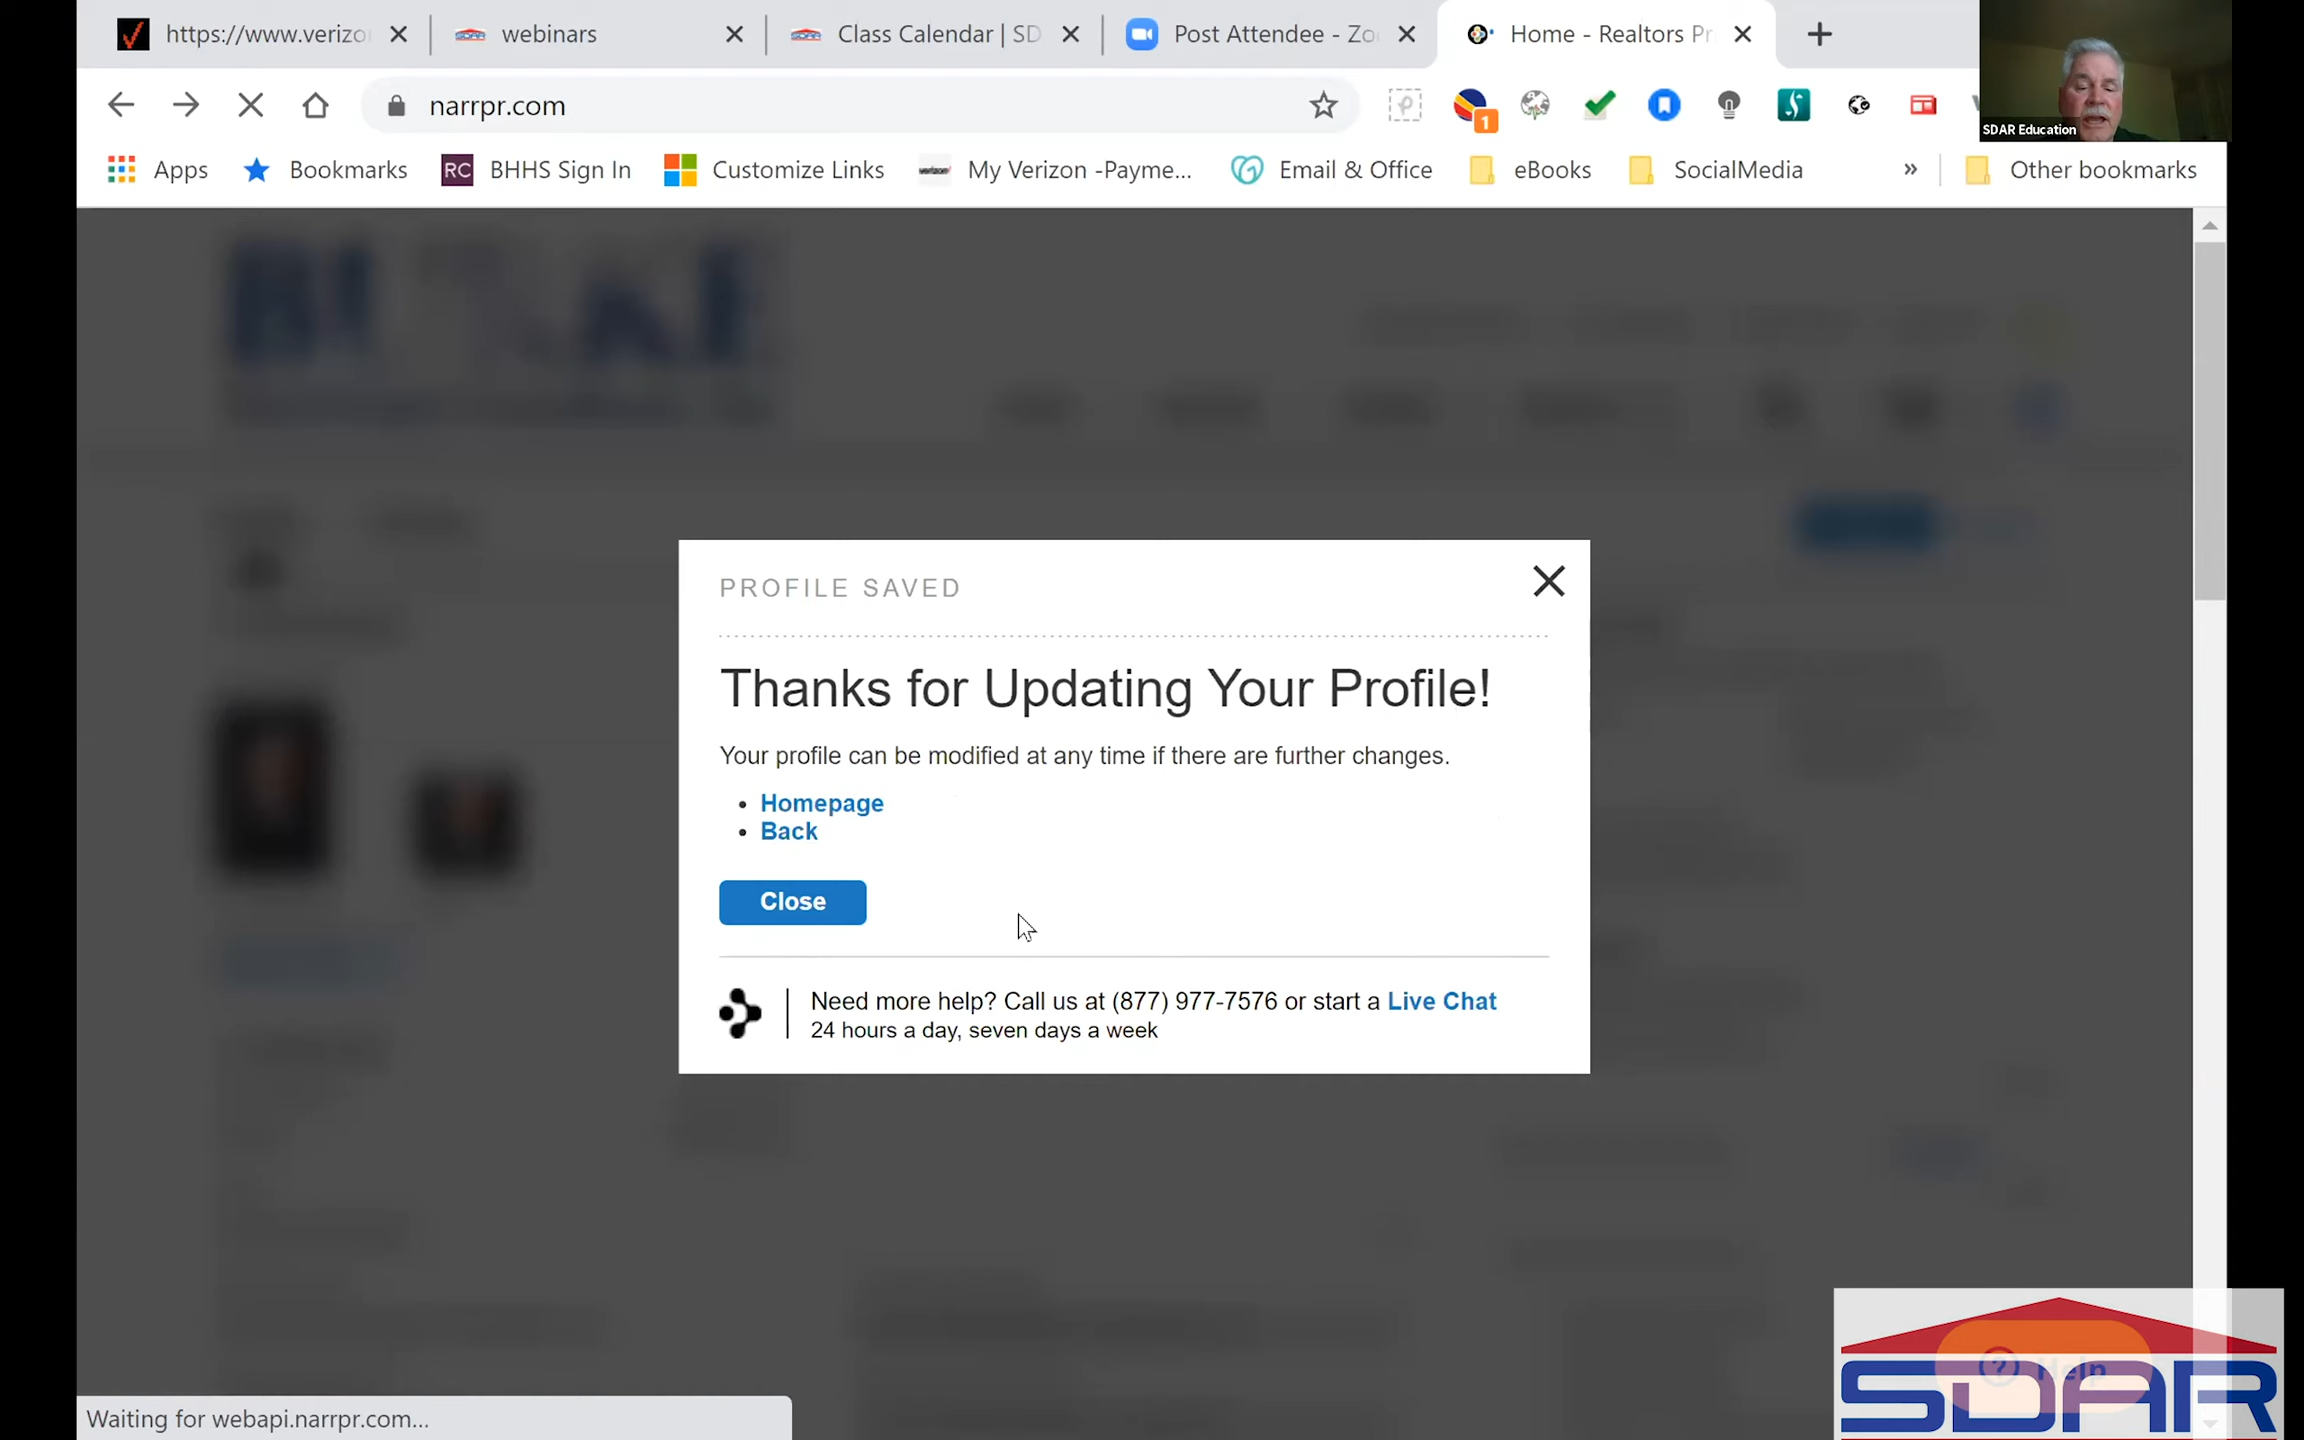 https://www.verizo
webinars
Class Calendar | SD
Post Attendee - Zo
Home - Realtors Pr
narrpr.com
1
SDAR Education
Apps
Bookmarks
RC
BHHS Sign In
Customize Links
verizon
My Verizon -Payme...
Email & Office
eBooks
SocialMedia
»
Other bookmarks
PROFILE SAVED
Thanks for Updating Your Profile!
Your profile can be modified at any time if there are further changes.
• Homepage
• Back
Close
Need more help? Call us at (877) 977-7576 or start a Live Chat
24 hours a day, seven days a week
? Help
SDAR
Waiting for webapi.narrpr.com...